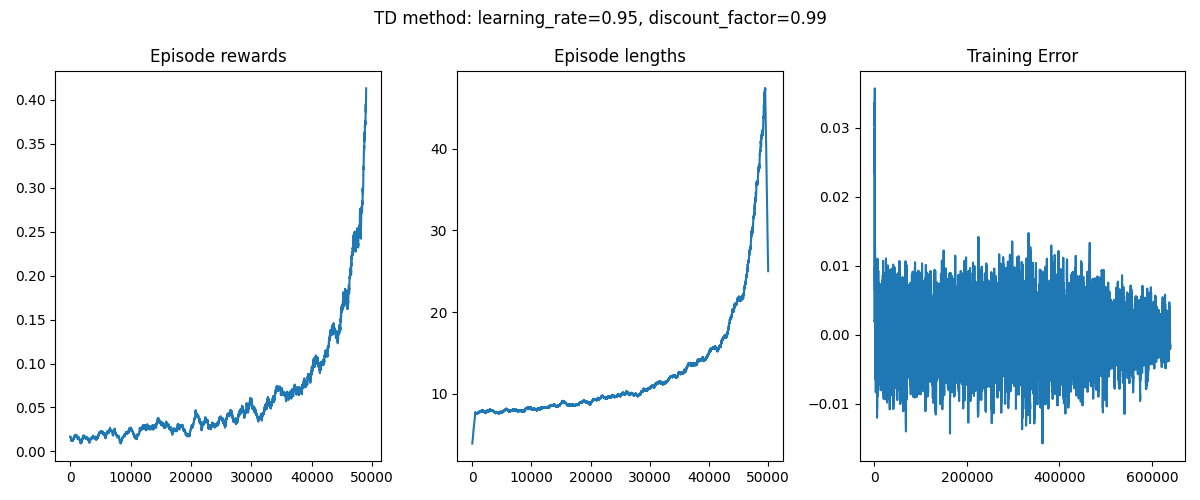 TD method: learning_rate=0.95, discount_factor=0.99
Episode rewards
0.40
0.35
0.30
0.25
0.20
0.15
0.10
0.05
0.00
0 10000 20000 30000 40000 50000
Episode lengths
40
30
20
10
0 10000 20000 30000 40000 50000
Training Error
0.03
0.02
0.01
0.00
−0.01
0 200000 400000 600000